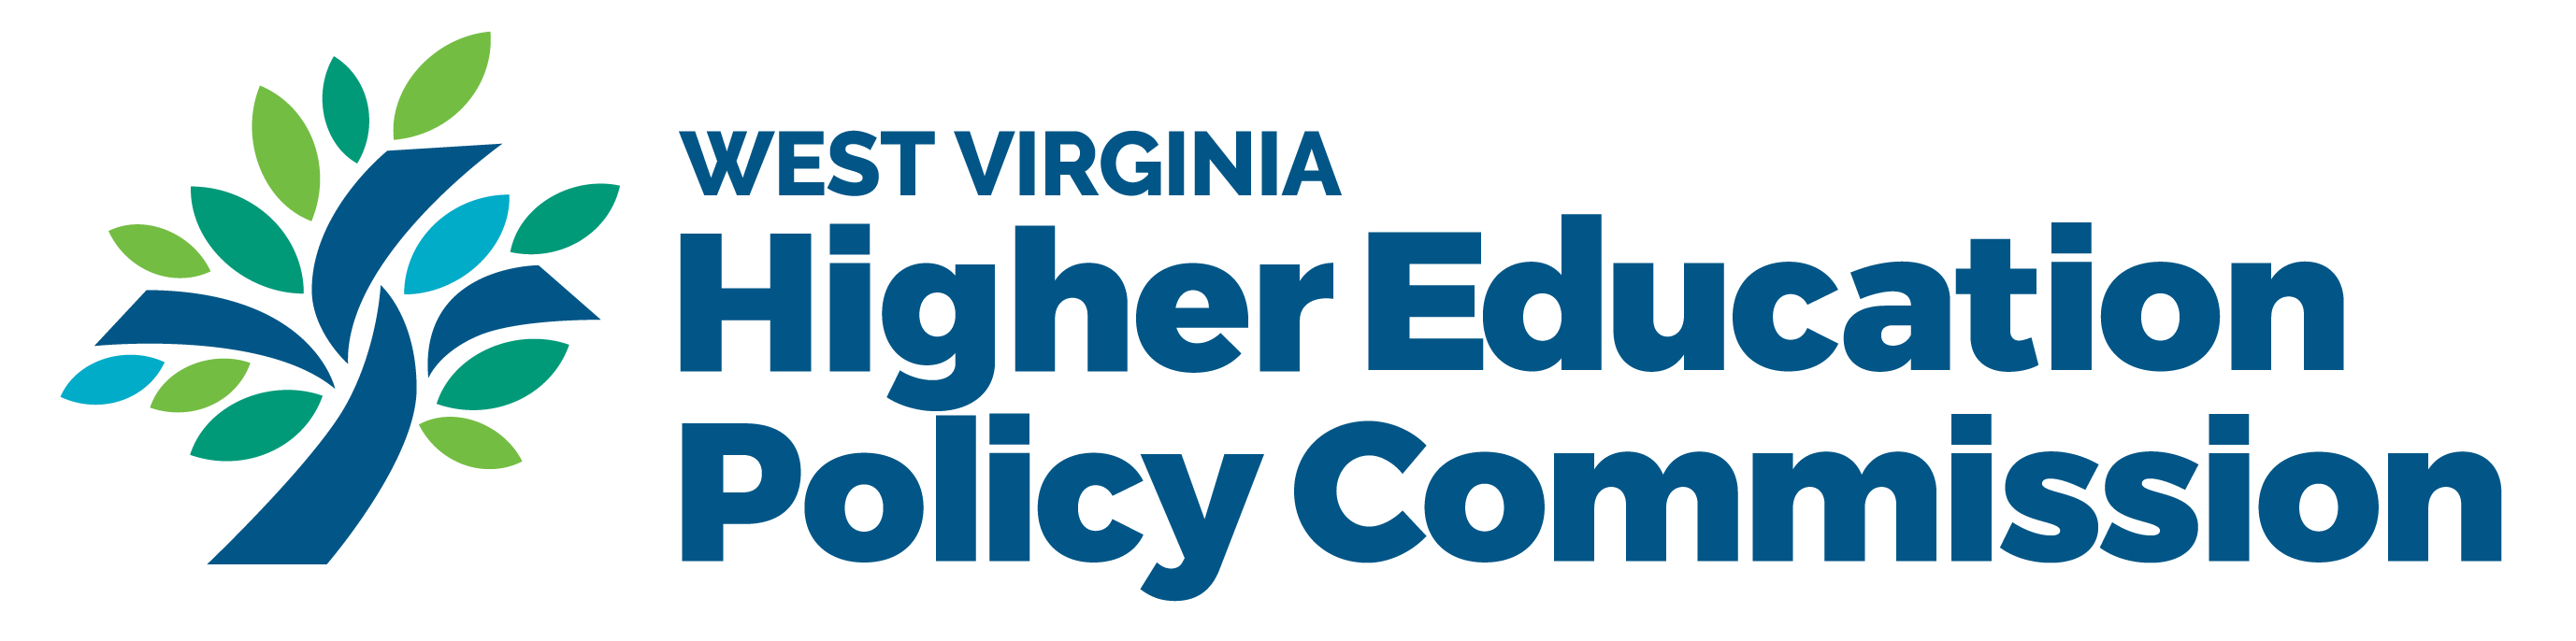 WEST VIRGINIA
Higher Education
Policy Commission